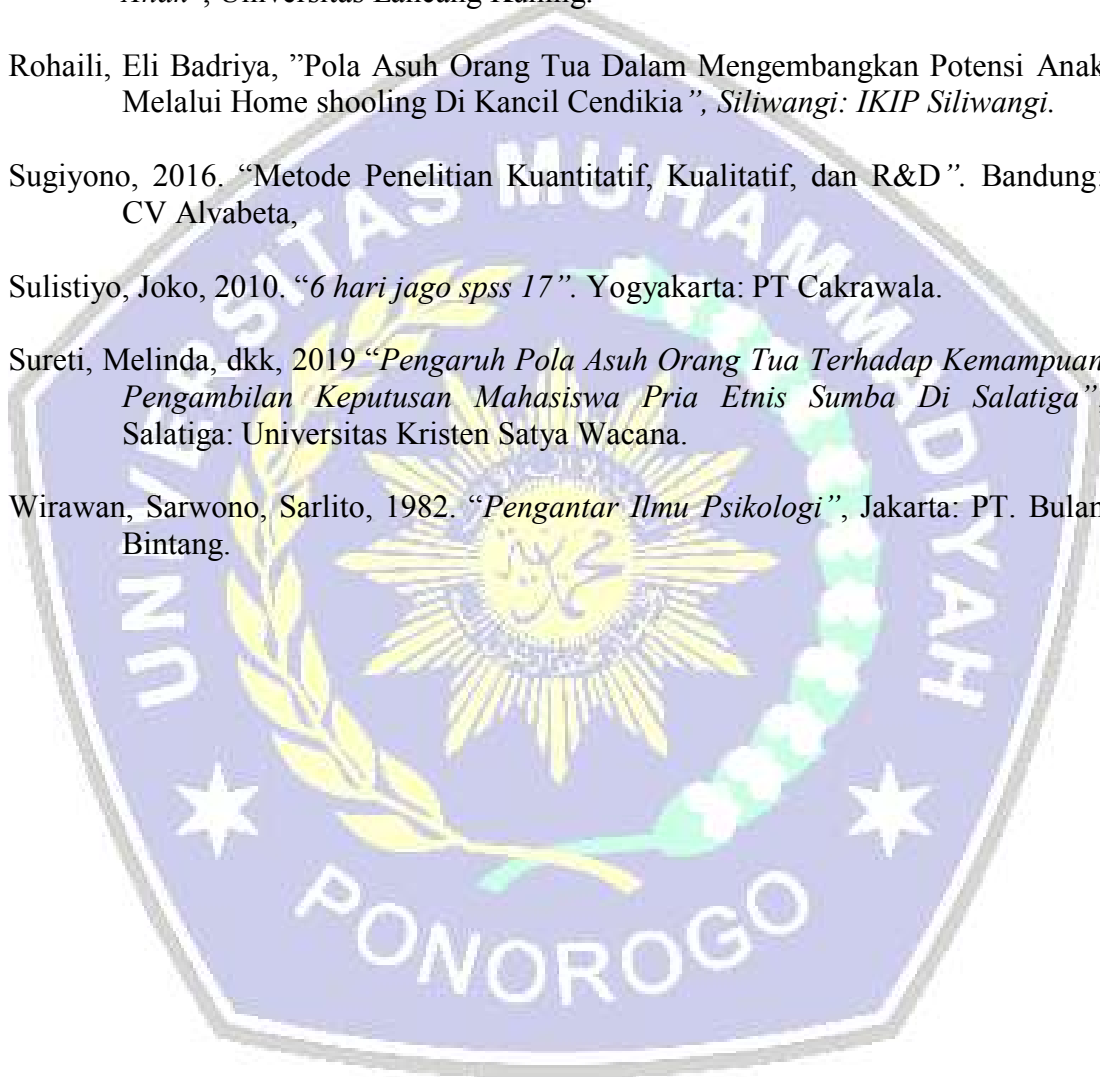 Anak”, Universitas Lancang Kuning.
Rohaili, Eli Badriya, ”Pola Asuh Orang Tua Dalam Mengembangkan Potensi Anak
Melalui Home shooling Di Kancil Cendikia”, Siliwangi: IKIP Siliwangi.
Sugiyono, 2016. “Metode Penelitian Kuantitatif, Kualitatif, dan R&D”. Bandung:
CV Alvabeta,
Sulistiyo, Joko, 2010. “6 hari jago spss 17”. Yogyakarta: PT Cakrawala.
Sureti, Melinda, dkk, 2019 “Pengaruh Pola Asuh Orang Tua Terhadap Kemampuan
Pengambilan Keputusan Mahasiswa Pria Etnis Sumba Di Salatiga”,
Salatiga: Universitas Kristen Satya Wacana.
Wirawan, Sarwono, Sarlito, 1982. “Pengantar Ilmu Psikologi”, Jakarta: PT. Bulan
Bintang.
UNIVERSITAS MUHAMMADIYAH
PONOROGO